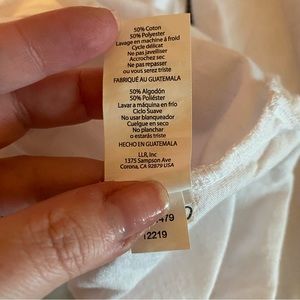 50% Coton
50% Polyester
Lavage en machine à froid
Cycle délicat
Ne pas javelliser
Accrochez sec
Ne pas repasser
ou vous serez triste
FABRIQUÉ AU GUATEMALA
50% Algodón
50% Poliéster
Lavar a máquina en frío
Ciclo Suave
No usar blanqueador
Cuelgue en seco
No planchar
o estarás triste
HECHO EN GUATEMALA
LLR, Inc
1375 Sampson Ave
Corona, CA 92879 USA
479
12219